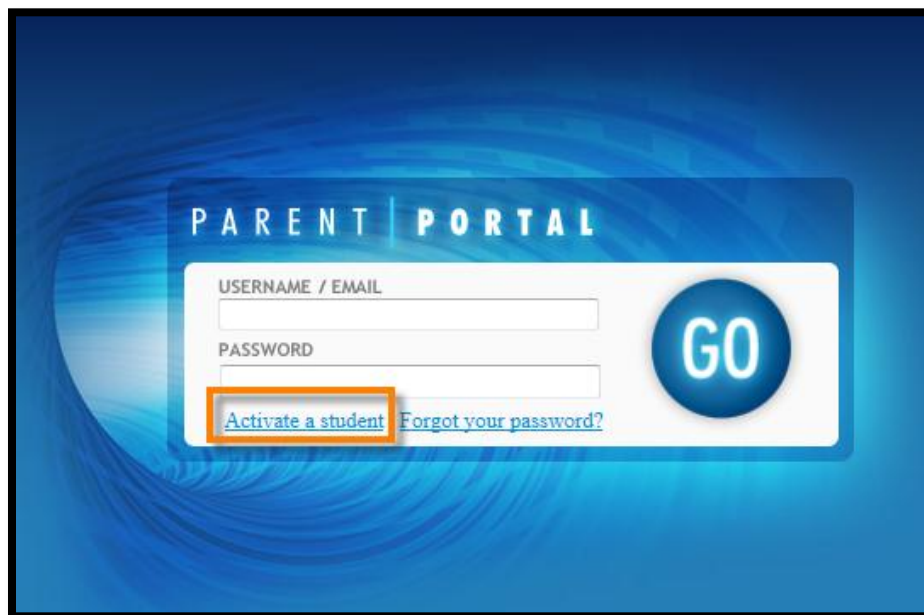 PARENT | PORTAL
USERNAME / EMAIL
GO
PASSWORD
Activate a student Forgot your password?